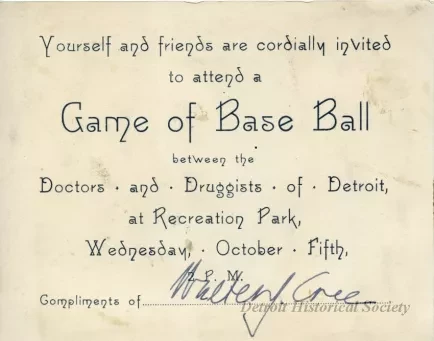 Yourself and friends are cordially invited
to attend a
Game of Base Ball
between the
Doctors · and · Druggists · of · Detroit,
at Recreation Park,
Wednesday, · October · Fifth,
2 P. M.
Compliments of
Detroit Historical Society